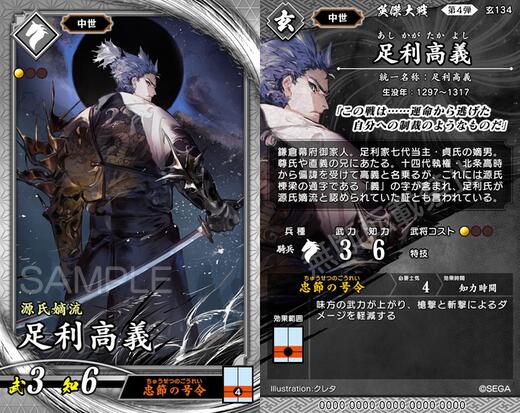 中世
SAMPLE
源氏嫡流
足利高義
武3 知6
ちゅうせつのごうれい
忠節の号令
4
玄
中世
英傑大戦
第4弾
玄134
あしかがたかよし
足利高義
統一名称：足利高義
生没年：1297～1317
「この戦は……運命から逃げた
自分への制裁のようなものだ」
鎌倉幕府御家人。足利家七代当主・貞氏の嫡男。
尊氏や直義の兄にあたる。十四代執権・北条高時
から偏諱を受けて高義と名乗るが、これには源氏
棟梁の通字である「義」の字が含まれ、足利氏が
源氏嫡流と認められていた証とも言われている。
兵種 武力 知力 武将コスト
騎兵 3 6 特技
ちゅうせつのごうれい 必要士気 効果時間
忠節の号令 4 知力時間
効果範囲
味方の武力が上がり、槍撃と斬撃によるダ
メージを軽減する
Illustration:クレタ
©SEGA
0000-0000-0000-0000-0000